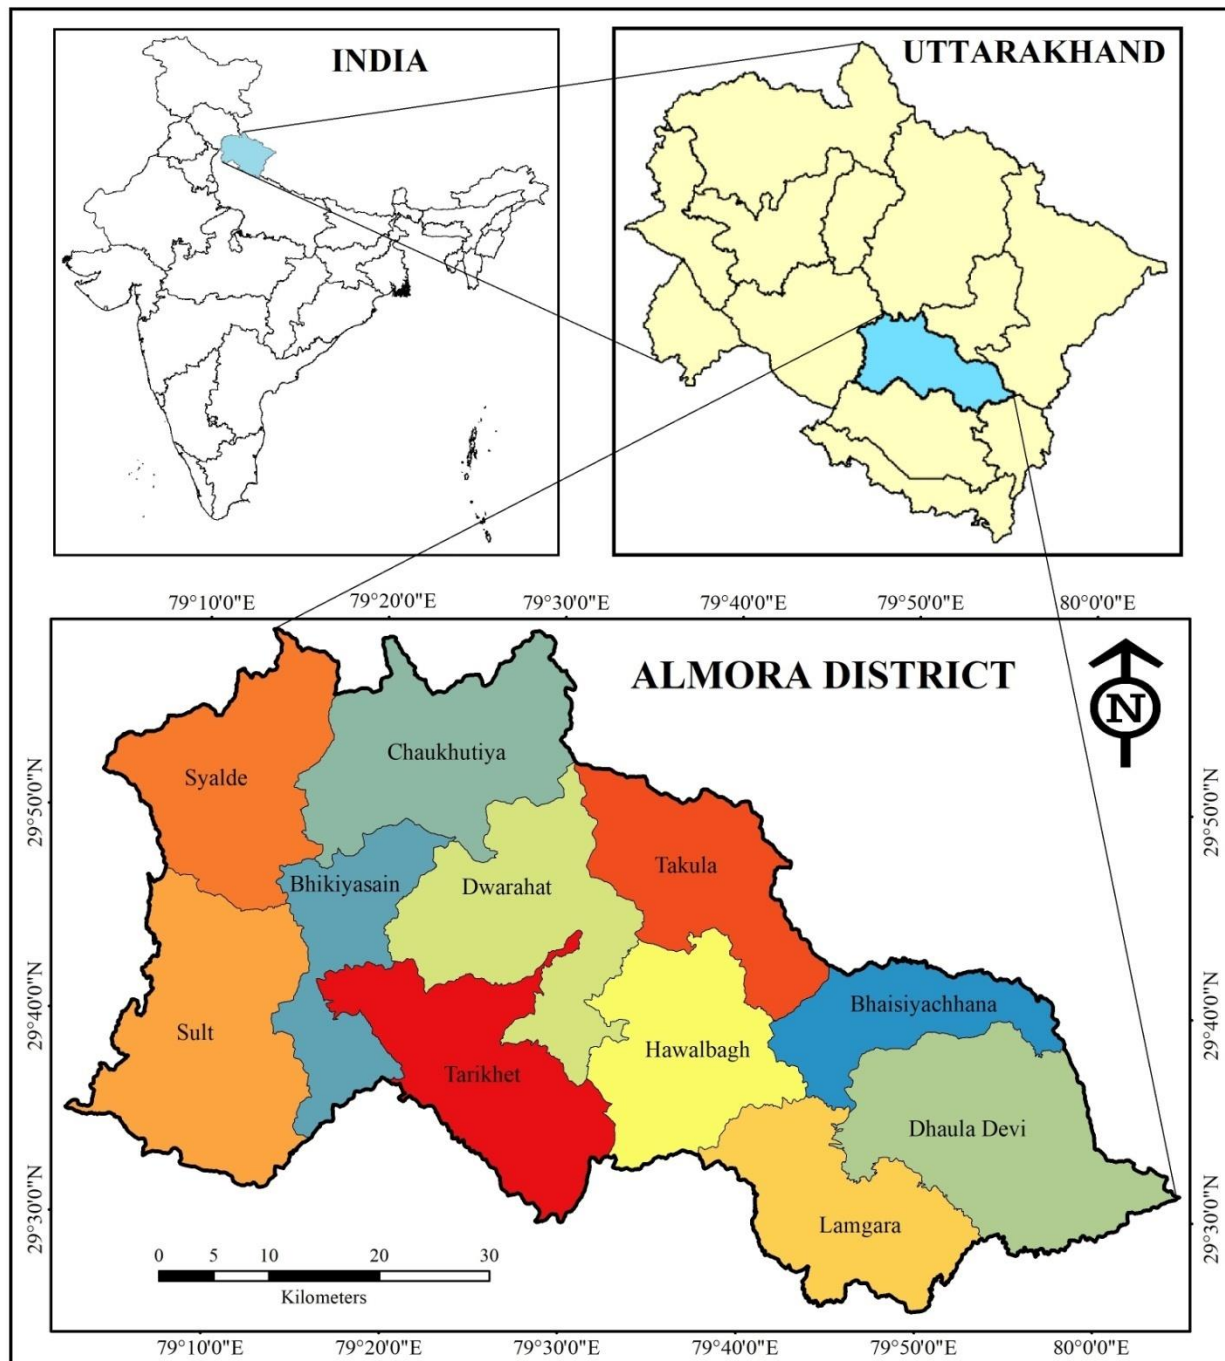 INDIA
UTTARAKHAND
79°10'0"E 79°20'0"E 79°30'0"E 79°40'0"E 79°50'0"E 80°0'0"E
ALMORA DISTRICT
N
Chaukhutiya
Syalde
29°50'0"N 29°50'0"N
Takula
Bhikiyasain Dwarahat
29°40'0"N 29°40'0"N
Bhaisiyachhana
Sult
Hawalbagh
Tarikhet
Dhaula Devi
29°30'0"N 29°30'0"N
Lamgara
0 5 10 20 30
Kilometers
79°10'0"E 79°20'0"E 79°30'0"E 79°40'0"E 79°50'0"E 80°0'0"E